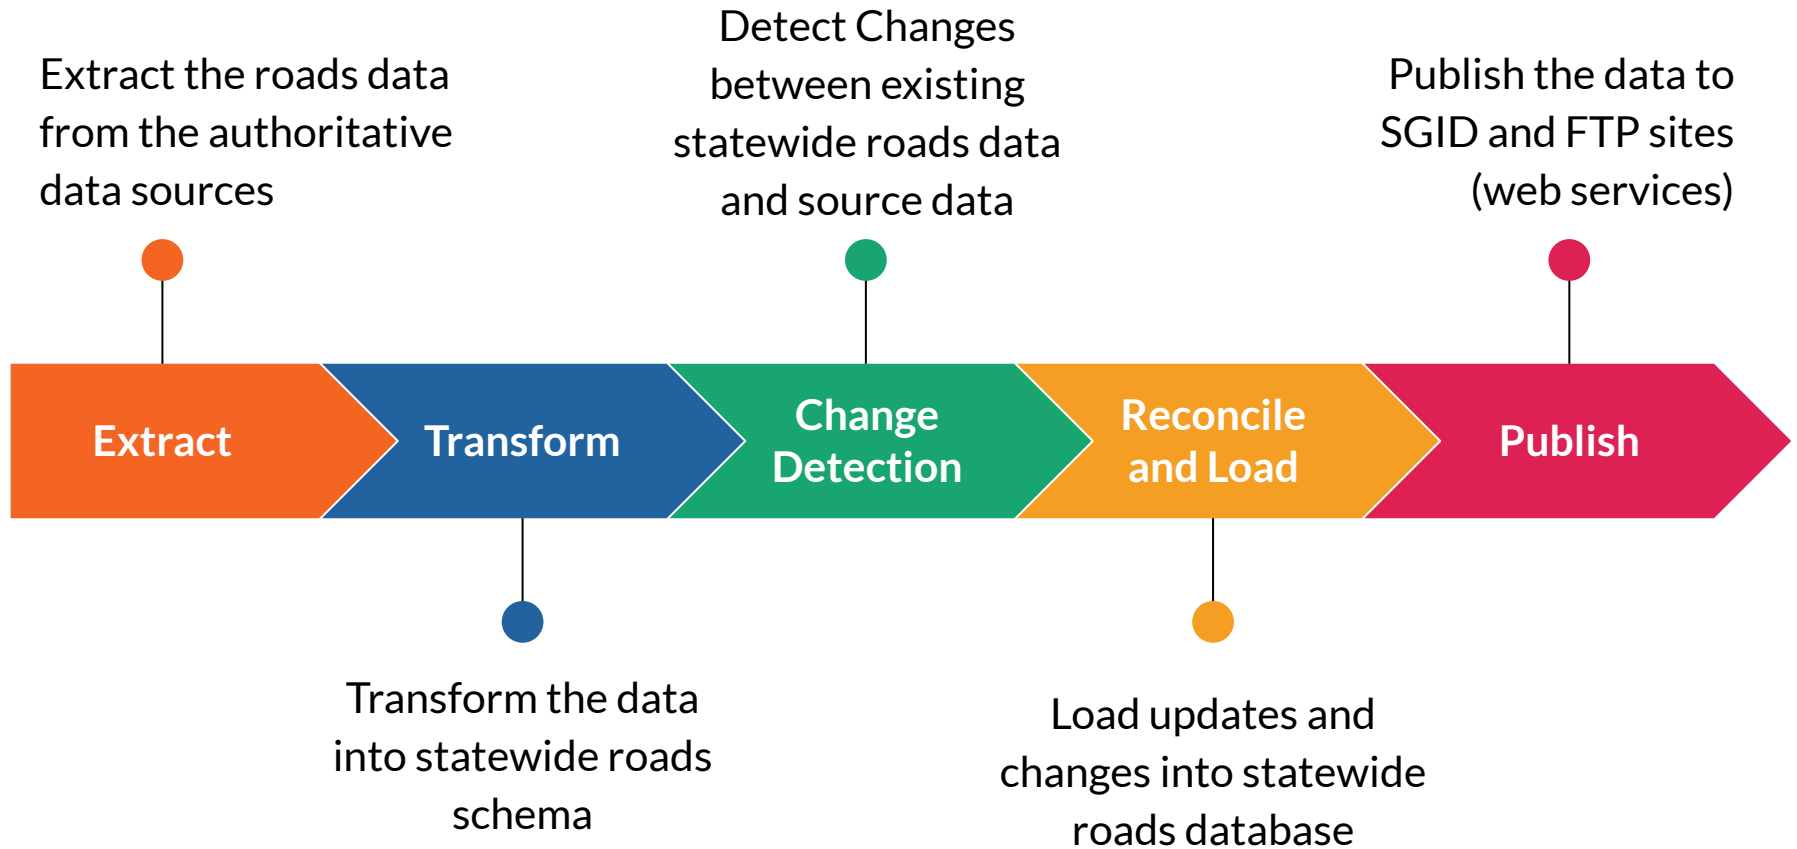 Extract the roads data
from the authoritative
data sources
Detect Changes
between existing
statewide roads data
and source data
Publish the data to
SGID and FTP sites
(web services)
Extract
Transform
Change
Detection
Reconcile
and Load
Publish
Transform the data
into statewide roads
schema
Load updates and
changes into statewide
roads database